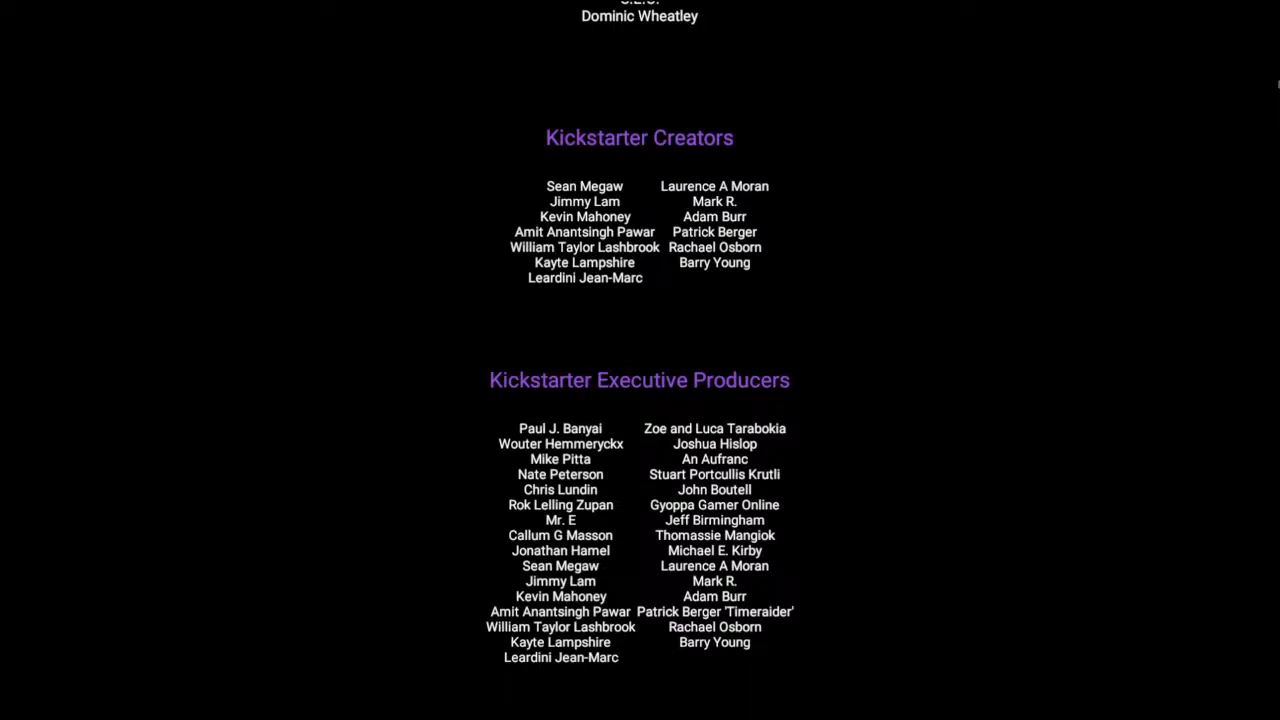 C.E.O.
Dominic Wheatley
Kickstarter Creators
Sean Megaw
Jimmy Lam
Kevin Mahoney
Amit Anantsingh Pawar
William Taylor Lashbrook
Kayte Lampshire
Leardini Jean-Marc
Laurence A Moran
Mark R.
Adam Burr
Patrick Berger
Rachael Osborn
Barry Young
Kickstarter Executive Producers
Paul J. Banyai
Wouter Hemmeryckx
Mike Pitta
Nate Peterson
Chris Lundin
Rok Lelling Zupan
Mr. E
Callum G Masson
Jonathan Hamel
Sean Megaw
Jimmy Lam
Kevin Mahoney
Amit Anantsingh Pawar
William Taylor Lashbrook
Kayte Lampshire
Leardini Jean-Marc
Zoe and Luca Tarabokia
Joshua Hislop
An Aufranc
Stuart Portcullis Krutli
John Boutell
Gyoppa Gamer Online
Jeff Birmingham
Thomassie Mangiok
Michael E. Kirby
Laurence A Moran
Mark R.
Adam Burr
Patrick Berger 'Timeraider'
Rachael Osborn
Barry Young